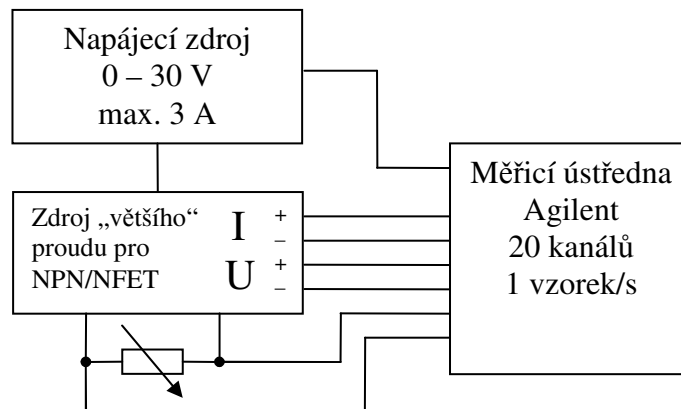 Napájecí zdroj
0 – 30 V
max. 3 A
Zdroj „většího“
proudu pro
NPN/NFET
I + –
U + –
Měřicí ústředna
Agilent
20 kanálů
1 vzorek/s